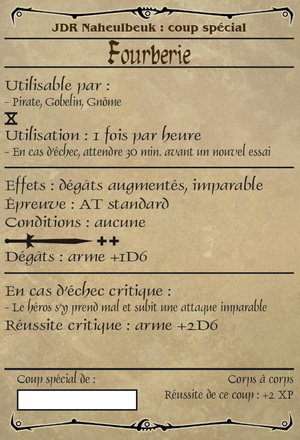 JDR Naheulbeuk : coup spécial
Fourberie
Utilisable par :
- Pirate, Gobelin, Gnôme
Utilisation : 1 fois par heure
- En cas d'échec, attendre 30 min. avant un nouvel essai
Effets : dégâts augmentés, imparable
Épreuve : AT standard
Conditions : aucune
++
Dégâts : arme +1D6
En cas d'échec critique :
- Le héros s'y prend mal et subit une attaque imparable
Réussite critique : arme +2D6
Coup spécial de :
Corps à corps
Réussite de ce coup : +2 XP